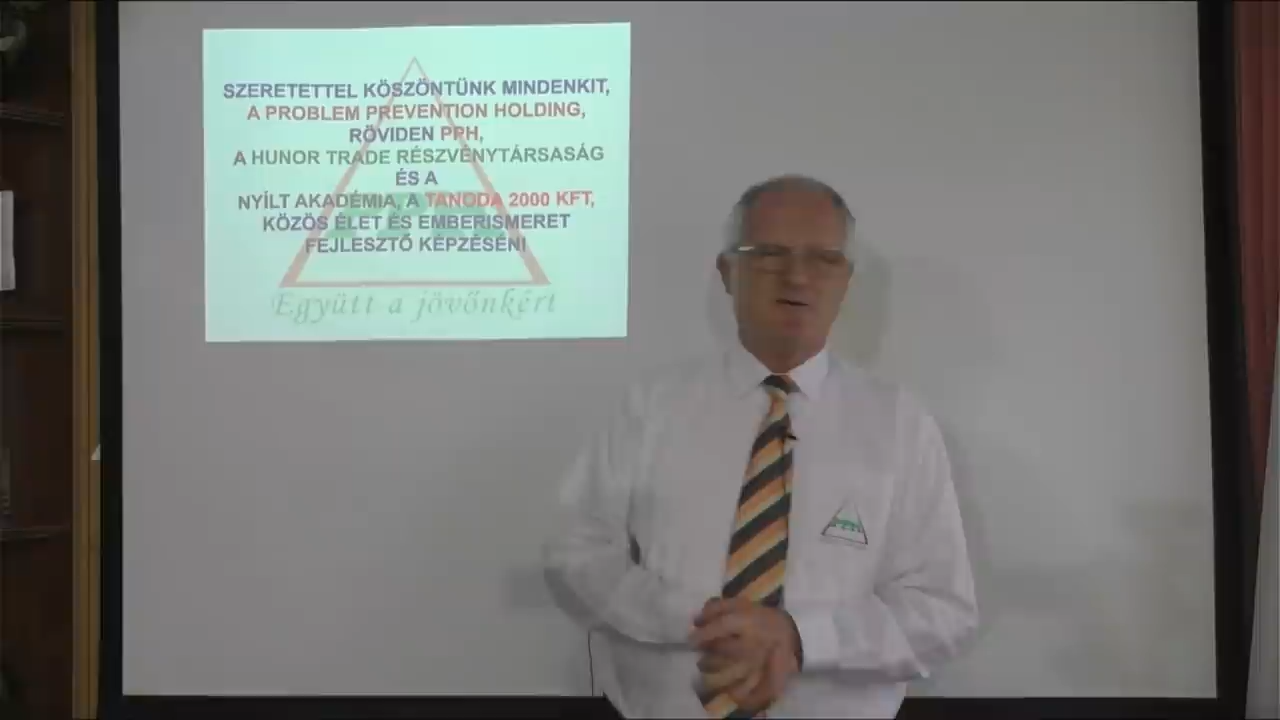 SZERETETTEL KÖSZÖNTÜNK MINDENKIT,
A PROBLEM PREVENTION HOLDING,
RÖVIDEN PPH,
A HUNOR TRADE RÉSZVÉNYTÁRSASÁG
ÉS A
NYÍLT AKADÉMIA, A TANODA 2000 KFT,
KÖZÖS ÉLET ÉS EMBERISMERET
FEJLESZTŐ KÉPZÉSÉN!
Együtt a jövőnkért